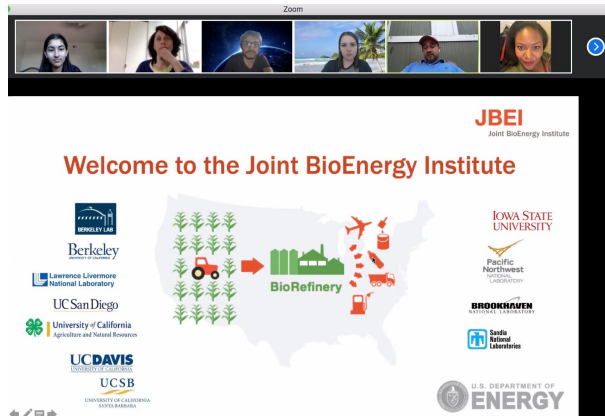 Zoom
JBEI
Joint BioEnergy Institute
Welcome to the Joint BioEnergy Institute
BERKELEY LAB
Berkeley
UNIVERSITY OF CALIFORNIA
Lawrence Livermore
National Laboratory
UC San Diego
University of California
Agriculture and Natural Resources
UCDAVIS
UNIVERSITY OF CALIFORNIA
UCSB
UNIVERSITY OF CALIFORNIA
SANTA BARBARA
BioRefinery
IOWA STATE
UNIVERSITY
Pacific
Northwest
NATIONAL
LABORATORY
BROOKHAVEN
NATIONAL LABORATORY
Sandia
National
Laboratories
U.S. DEPARTMENT OF
ENERGY